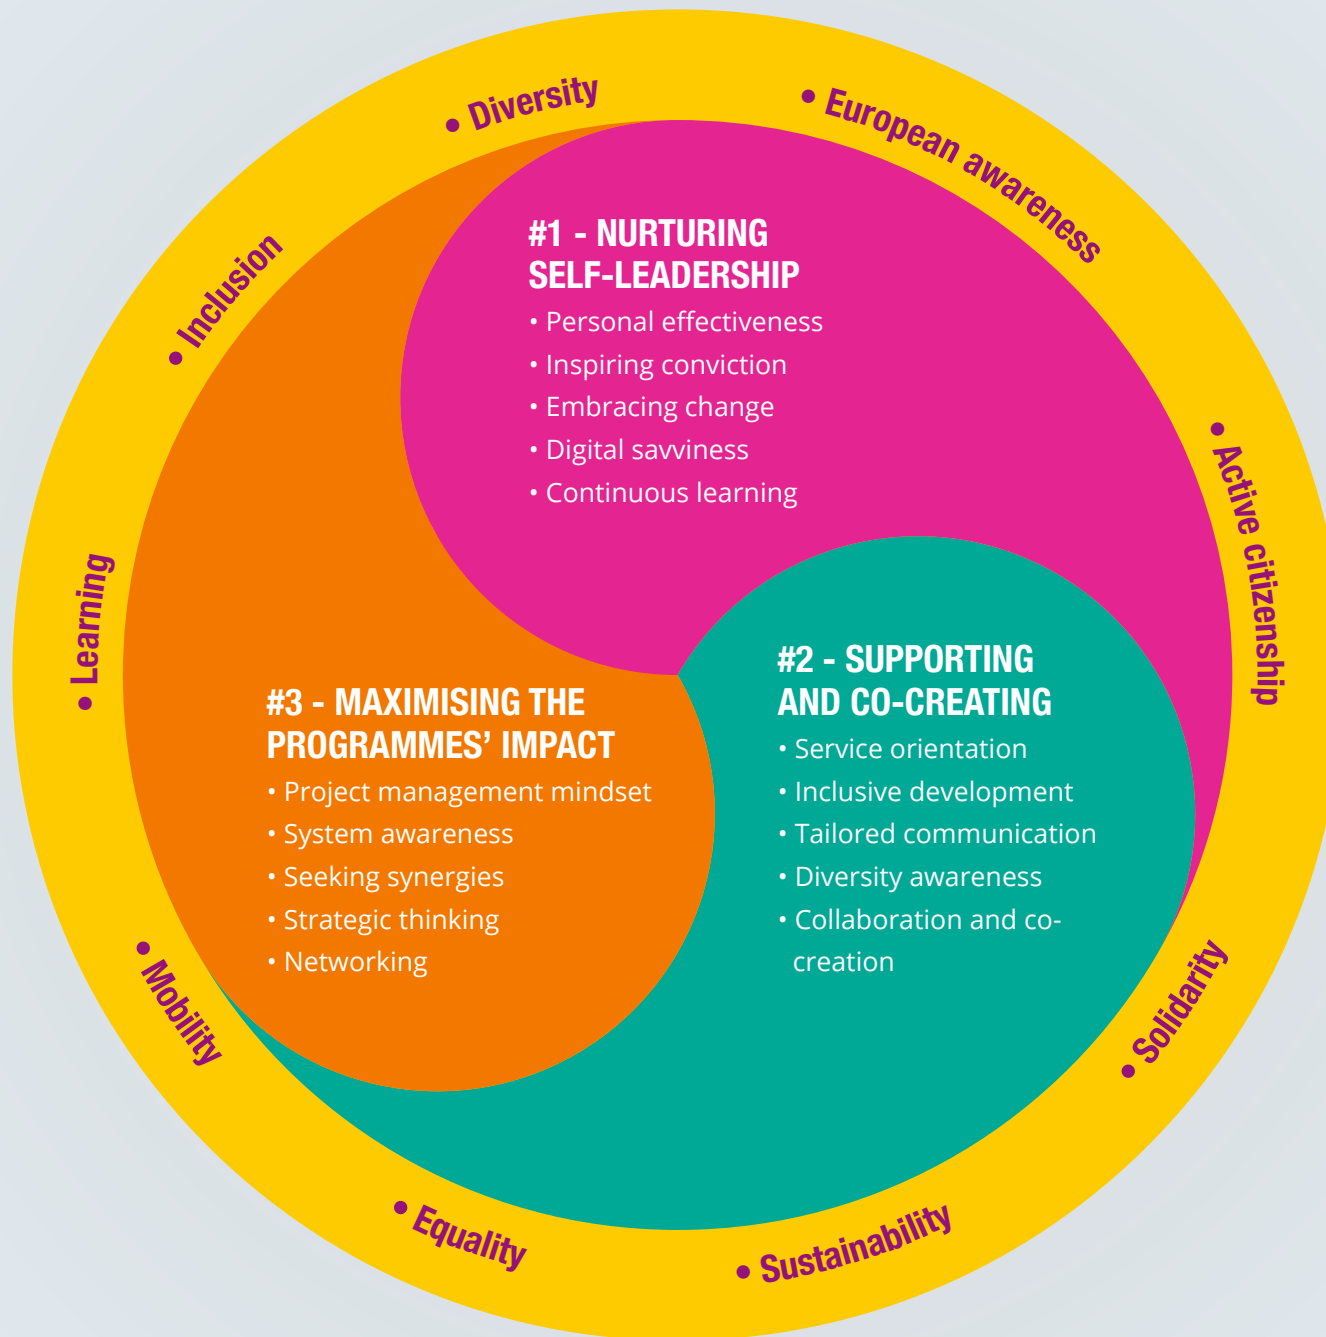 • Diversity
• European awareness
• Inclusion
#1 - NURTURING
SELF-LEADERSHIP
• Personal effectiveness
• Inspiring conviction
• Embracing change
• Digital savviness
• Continuous learning
• Active citizenship
• Learning
#2 - SUPPORTING
AND CO-CREATING
• Service orientation
• Inclusive development
• Tailored communication
• Diversity awareness
• Collaboration and co-
creation
#3 - MAXIMISING THE
PROGRAMMES’ IMPACT
• Project management mindset
• System awareness
• Seeking synergies
• Strategic thinking
• Networking
• Mobility
• Solidarity
• Equality
• Sustainability